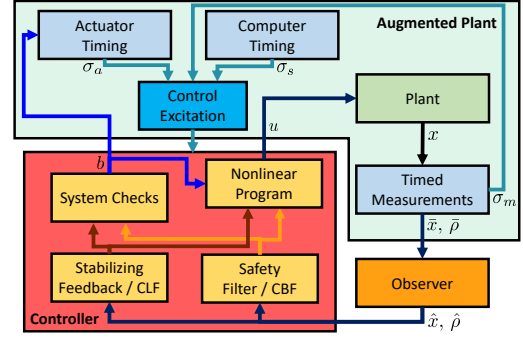 Actuator
Timing
Computer
Timing
Augmented Plant
σₐ
σₛ
Control
Excitation
Plant
u
x
b
Nonlinear
Program
System Checks
Timed
Measurements
σₘ
x̄, ρ̄
Stabilizing
Feedback / CLF
Safety
Filter / CBF
Observer
Controller
x̂, ρ̂